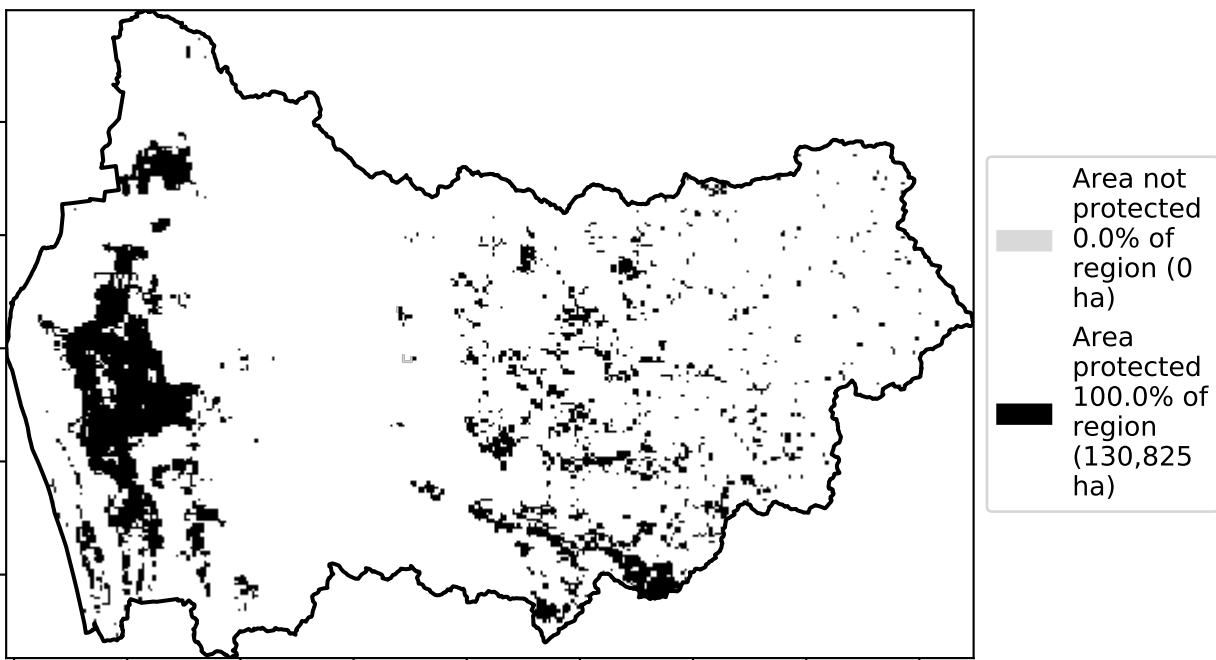 Area not
protected
0.0% of
region (0
ha)
Area
protected
100.0% of
region
(130,825
ha)